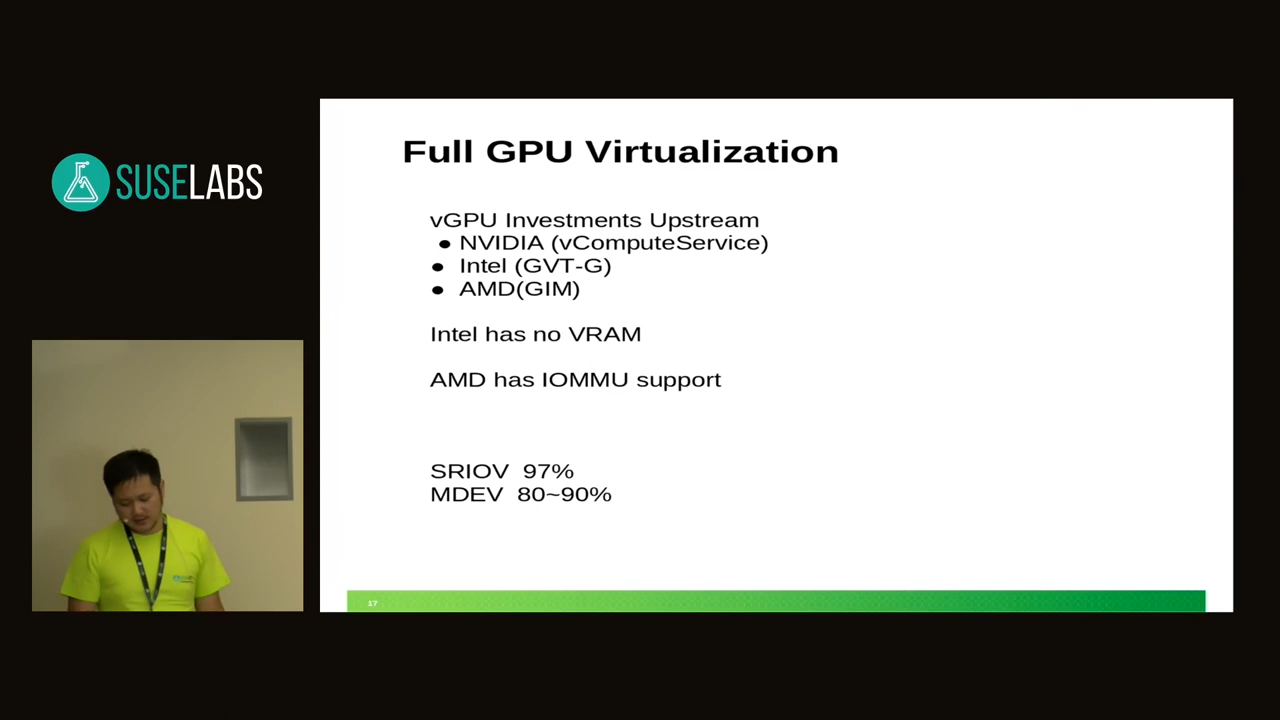 SUSELABS
Full GPU Virtualization
vGPU Investments Upstream
● NVIDIA (vComputeService)
● Intel (GVT-G)
● AMD(GIM)
Intel has no VRAM
AMD has IOMMU support
SRIOV 97%
MDEV 80~90%
17